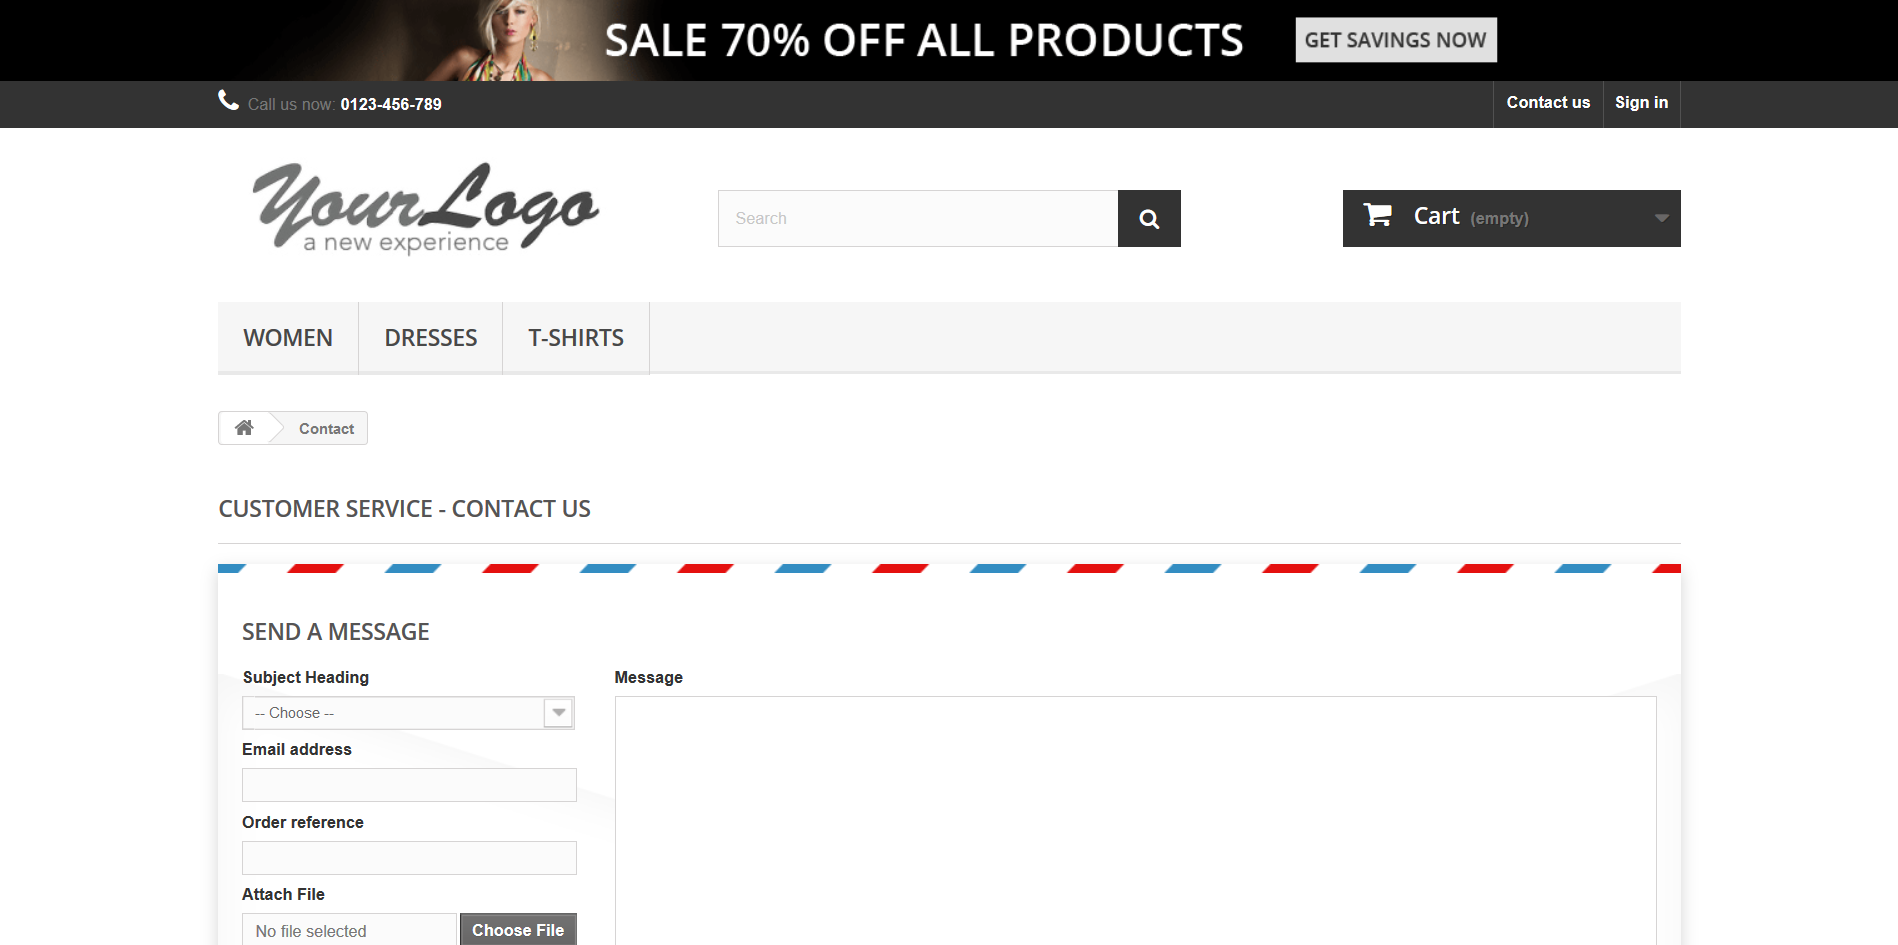 SALE 70% OFF ALL PRODUCTS GET SAVINGS NOW
Call us now: 0123-456-789 Contact us Sign in
Your Logo
a new experience
Search
Cart (empty)
WOMEN DRESSES T-SHIRTS
Contact
CUSTOMER SERVICE - CONTACT US
SEND A MESSAGE
Subject Heading
-- Choose --
Email address
Order reference
Attach File
No file selected Choose File
Message